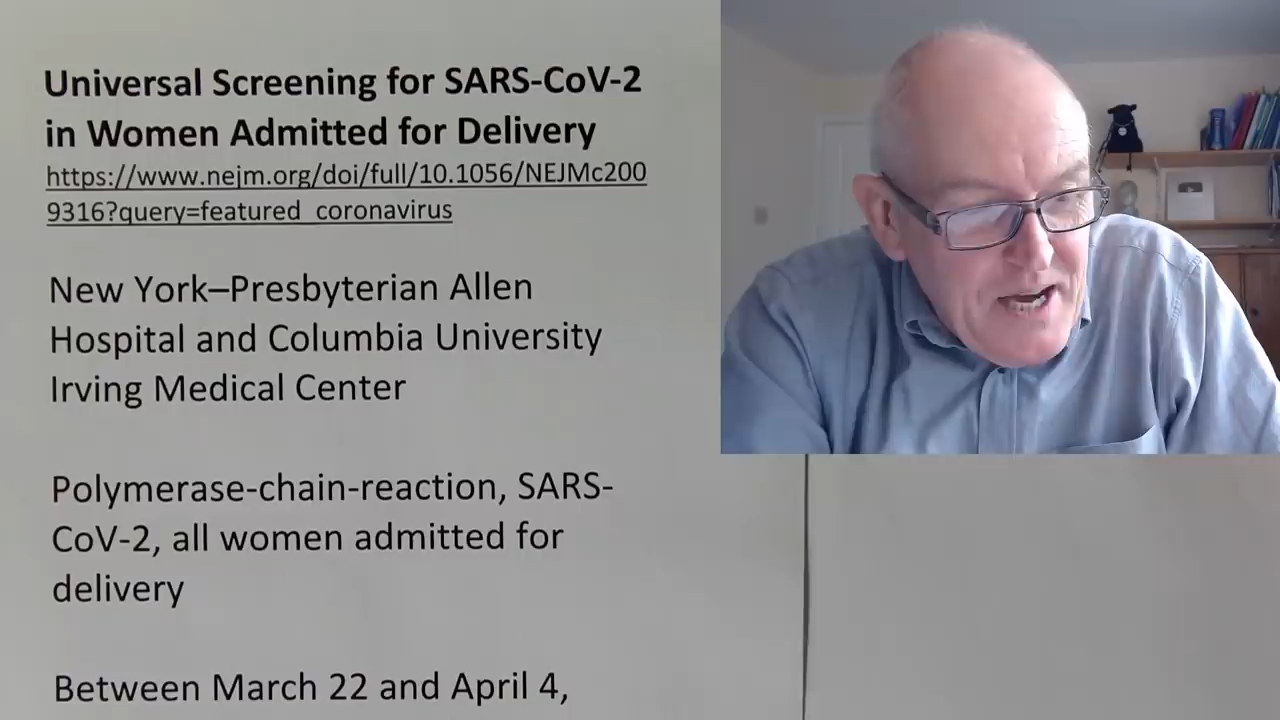 Universal Screening for SARS-CoV-2
in Women Admitted for Delivery
https://www.nejm.org/doi/full/10.1056/NEJMc200
9316?query=featured_coronavirus
New York–Presbyterian Allen
Hospital and Columbia University
Irving Medical Center
Polymerase-chain-reaction, SARS-
CoV-2, all women admitted for
delivery
Between March 22 and April 4,